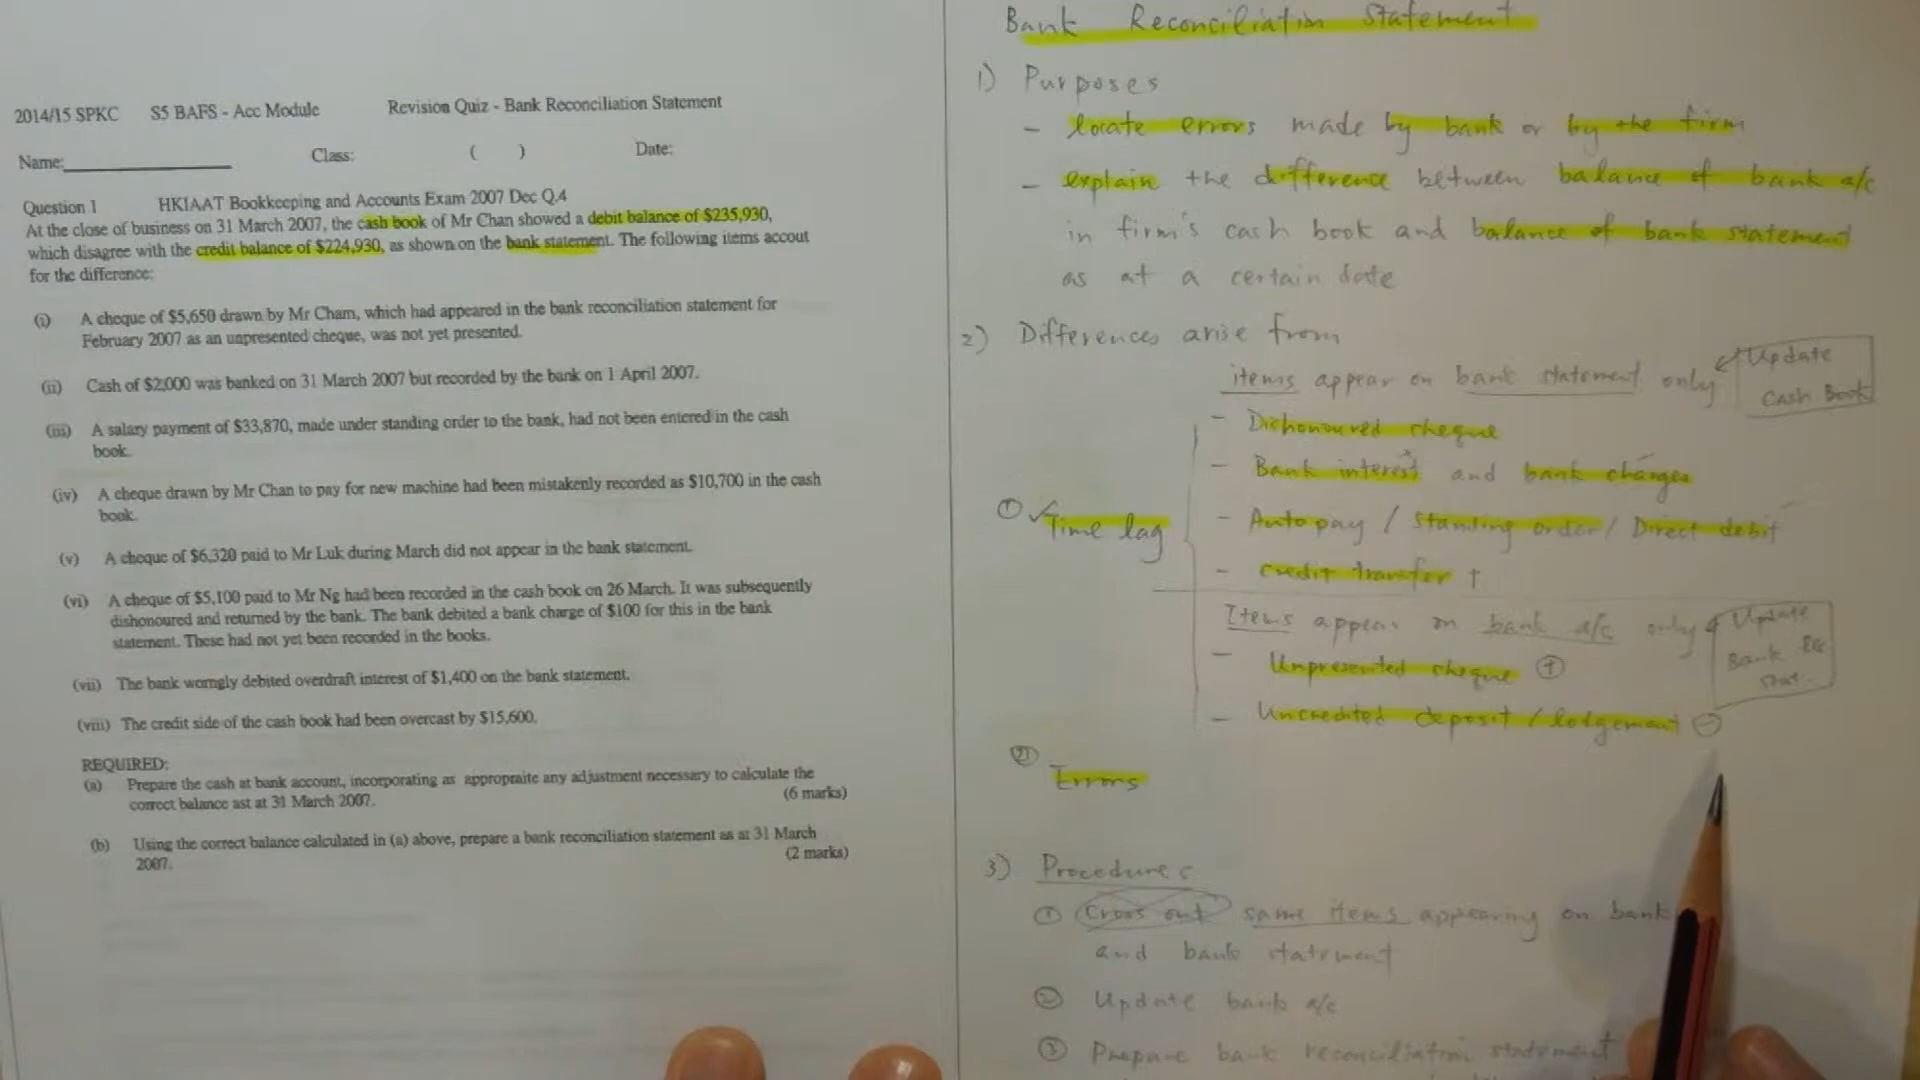 2014/15 SPKC S5 BAFS - Acc Module Revision Quiz - Bank Reconciliation Statement
Name: Class: ( ) Date:
Question 1 HKIAAT Bookkeeping and Accounts Exam 2007 Dec Q.4
At the close of business on 31 March 2007, the cash book of Mr Chan showed a debit balance of $235,930,
which disagree with the credit balance of $224,930, as shown on the bank statement. The following items accout
for the difference:
(i) A cheque of $5,650 drawn by Mr Cham, which had appeared in the bank reconciliation statement for
February 2007 as an unpresented cheque, was not yet presented.
(ii) Cash of $2,000 was banked on 31 March 2007 but recorded by the bank on 1 April 2007.
(iii) A salary payment of $33,870, made under standing order to the bank, had not been entered in the cash
book.
(iv) A cheque drawn by Mr Chan to pay for new machine had been mistakenly recorded as $10,700 in the cash
book.
(v) A cheque of $6,320 paid to Mr Luk during March did not appear in the bank statement.
(vi) A cheque of $5,100 paid to Mr Ng had been recorded in the cash book on 26 March. It was subsequently
dishonoured and returned by the bank. The bank debited a bank charge of $100 for this in the bank
statement. These had not yet been recorded in the books.
(vii) The bank worngly debited overdraft interest of $1,400 on the bank statement.
(viii) The credit side of the cash book had been overcast by $15,600.
REQUIRED:
(a) Prepare the cash at bank account, incorporating as appropraite any adjustment necessary to calculate the
correct balance ast at 31 March 2007. (6 marks)
(b) Using the correct balance calculated in (a) above, prepare a bank reconciliation statement as at 31 March
2007. (2 marks)
Bank Reconciliation Statement
1) Purposes
- locate errors made by bank or by the firm
- explain the difference between balance of bank a/c
in firm's cash book and balance of bank statement
as at a certain date
2) Differences arise from
items appear on bank statement only
Update
Cash Book
- Dishonoured cheque
- Bank interest and bank charges
① Time lag
- Autopay / Standing order / Direct debit
- credit transfer ↑
Items appear on bank a/c only
Update
Bank Rec
Stat.
- Unpresented cheque ⊕
- Uncredited deposit / lodgement ⊖
② Errors
3) Procedures
① Cross out same items appearing on bank
and bank statement
② Update bank a/c
③ Prepare bank reconciliation statement